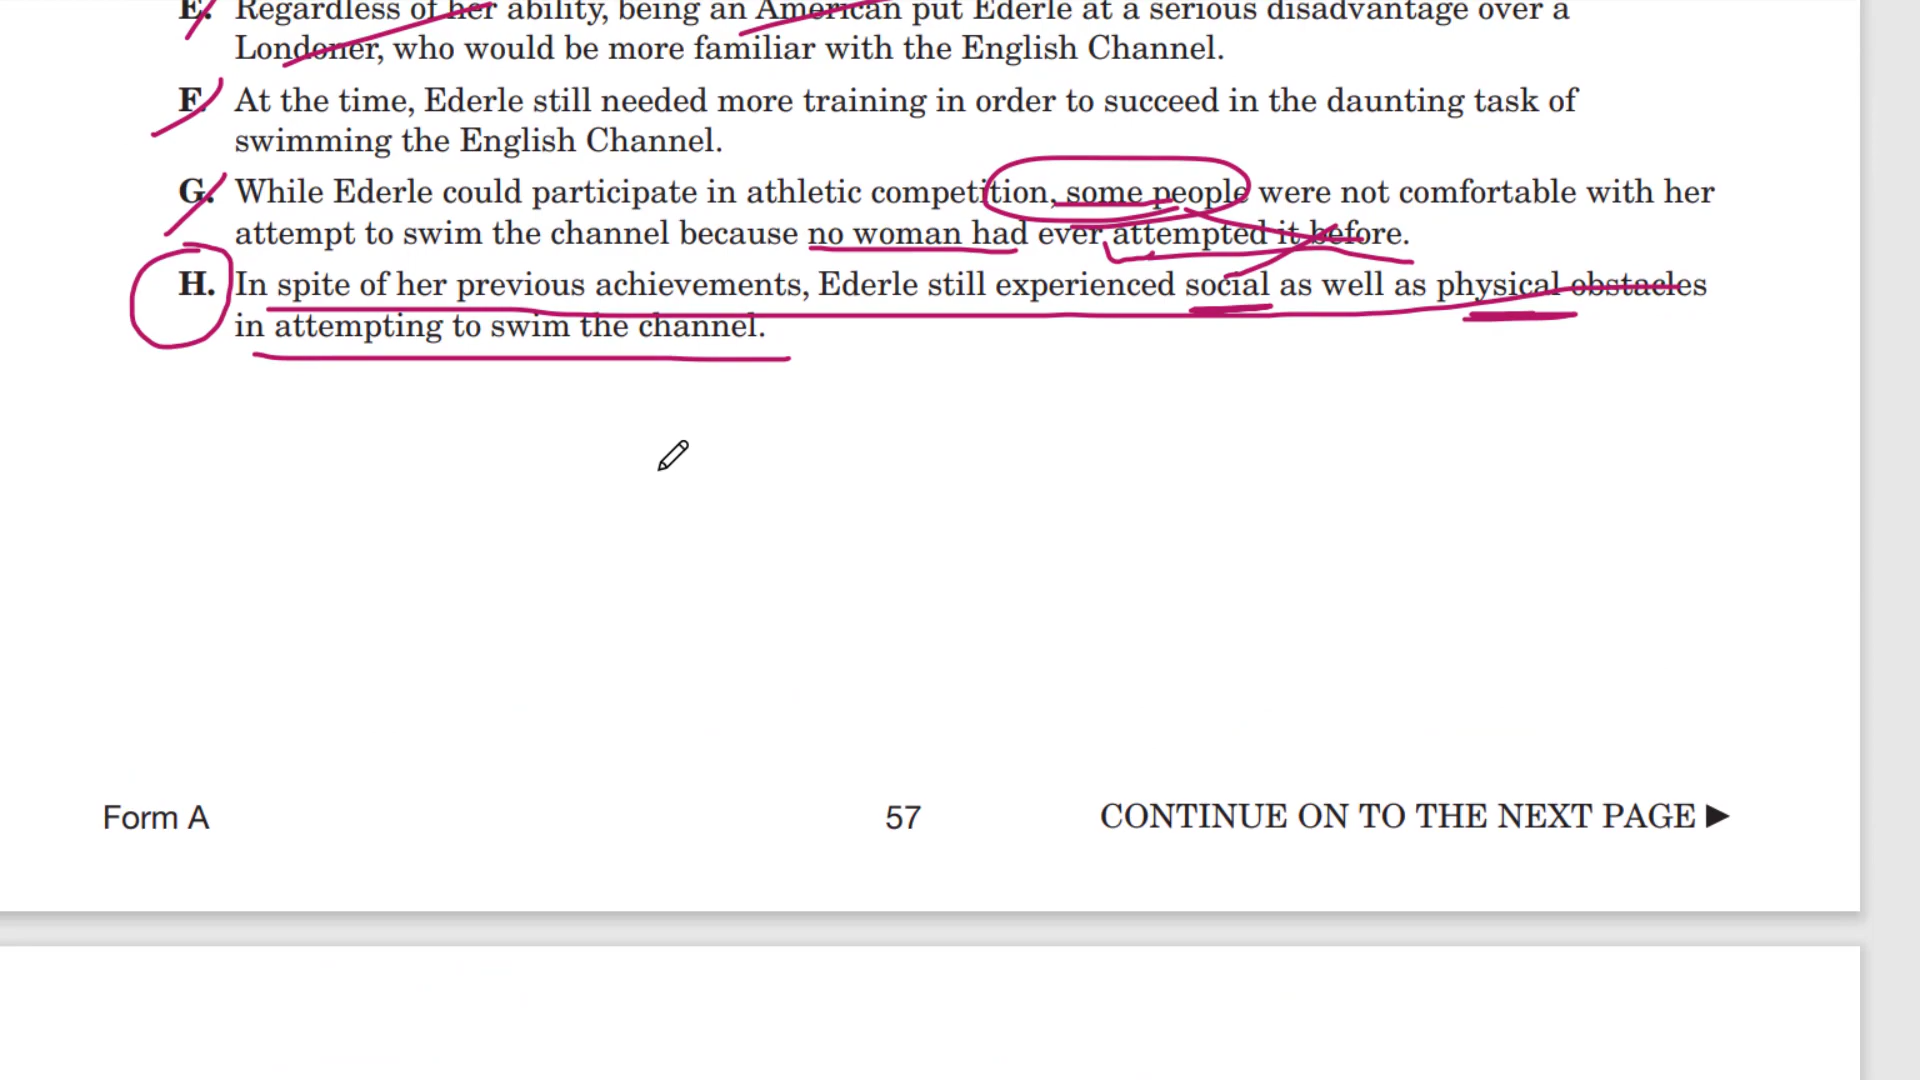 E. Regardless of her ability, being an American put Ederle at a serious disadvantage over a
Londoner, who would be more familiar with the English Channel.
F. At the time, Ederle still needed more training in order to succeed in the daunting task of
swimming the English Channel.
G. While Ederle could participate in athletic competition, some people were not comfortable with her
attempt to swim the channel because no woman had ever attempted it before.
H. In spite of her previous achievements, Ederle still experienced social as well as physical obstacles
in attempting to swim the channel.
Form A 57 CONTINUE ON TO THE NEXT PAGE ►